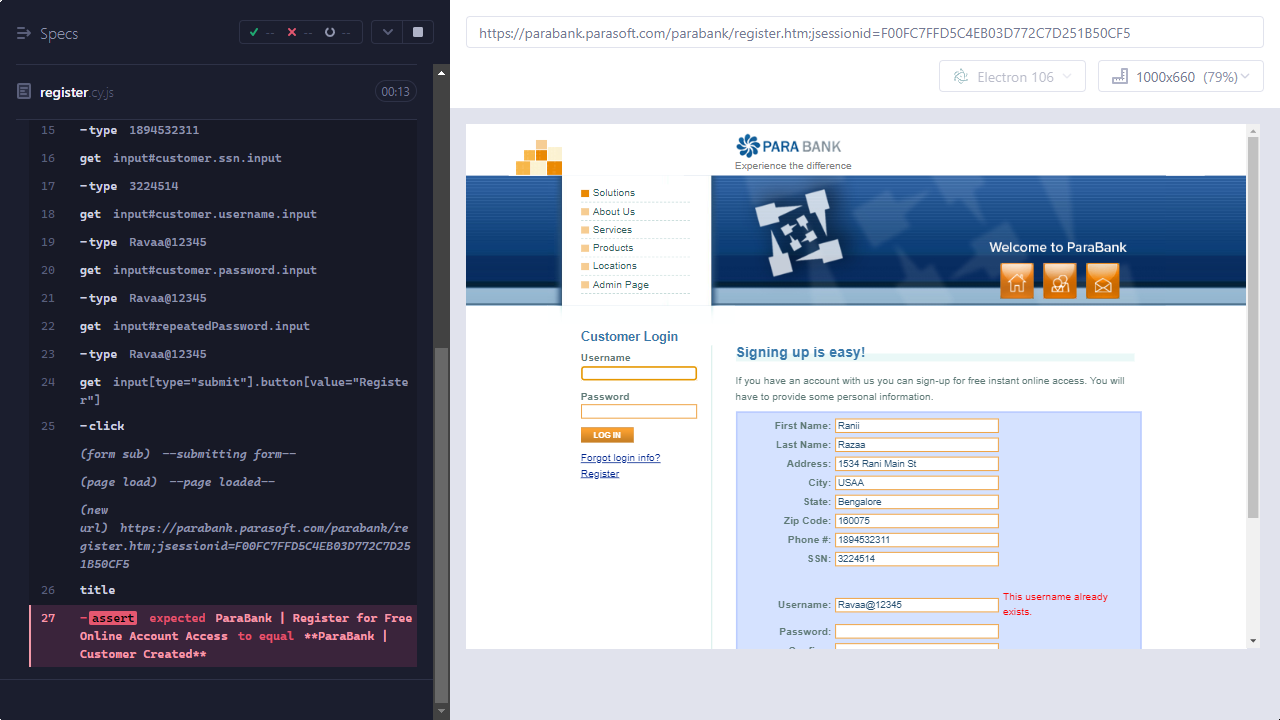 Specs
-- -- --
register.cy.js
00:13
15 -type 1894532311
16 get input#customer.ssn.input
17 -type 3224514
18 get input#customer.username.input
19 -type Ravaa@12345
20 get input#customer.password.input
21 -type Ravaa@12345
22 get input#repeatedPassword.input
23 -type Ravaa@12345
24 get input[type="submit"].button[value="Registe
r"]
25 -click
(form sub) --submitting form--
(page load) --page loaded--
(new
url) https://parabank.parasoft.com/parabank/re
gister.htm;jsessionid=F00FC7FFD5C4EB03D772C7D25
1B50CF5
26 title
27 -assert expected ParaBank | Register for Free
Online Account Access to equal **ParaBank |
Customer Created**
https://parabank.parasoft.com/parabank/register.htm;jsessionid=F00FC7FFD5C4EB03D772C7D251B50CF5
Electron 106
1000x660 (79%)
PARA BANK
Experience the difference
Solutions
About Us
Services
Products
Locations
Admin Page
Welcome to ParaBank
Customer Login
Username
Password
LOG IN
Forgot login info?
Register
Signing up is easy!
If you have an account with us you can sign-up for free instant online access. You will
have to provide some personal information.
First Name: Ranii
Last Name: Razaa
Address: 1534 Rani Main St
City: USAA
State: Bengalore
Zip Code: 160075
Phone #: 1894532311
SSN: 3224514
Username: Ravaa@12345 This username already
exists.
Password: